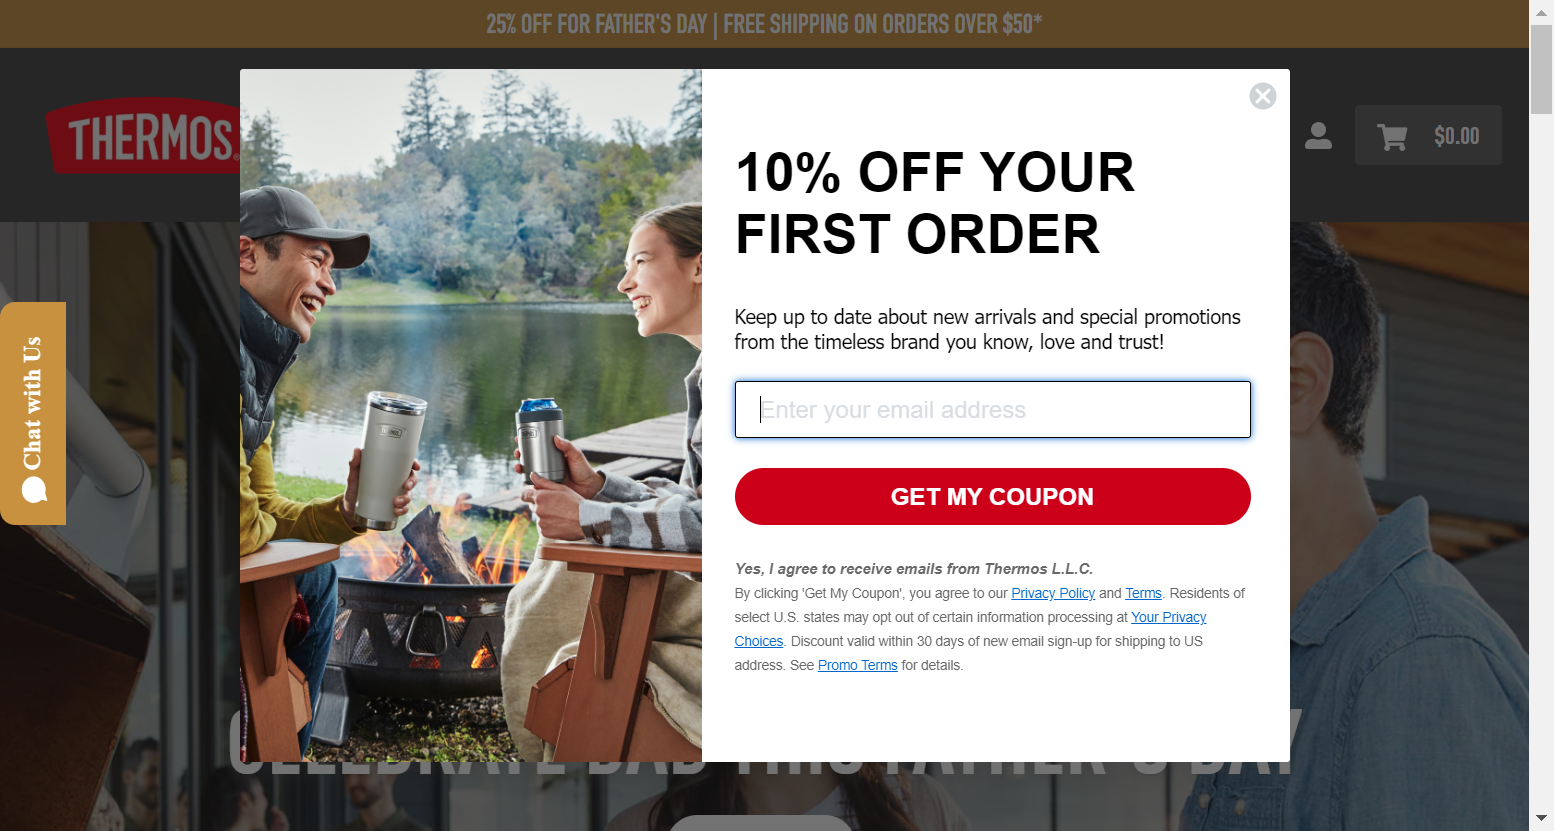 25% OFF FOR FATHER'S DAY | FREE SHIPPING ON ORDERS OVER $50*
THERMOS®
$0.00
10% OFF YOUR
FIRST ORDER
Keep up to date about new arrivals and special promotions
from the timeless brand you know, love and trust!
Enter your email address
GET MY COUPON
Yes, I agree to receive emails from Thermos L.L.C.
By clicking 'Get My Coupon', you agree to our Privacy Policy and Terms. Residents of
select U.S. states may opt out of certain information processing at Your Privacy
Choices. Discount valid within 30 days of new email sign-up for shipping to US
address. See Promo Terms for details.
Chat with Us
CELEBRATE DAD THIS FATHER'S DAY